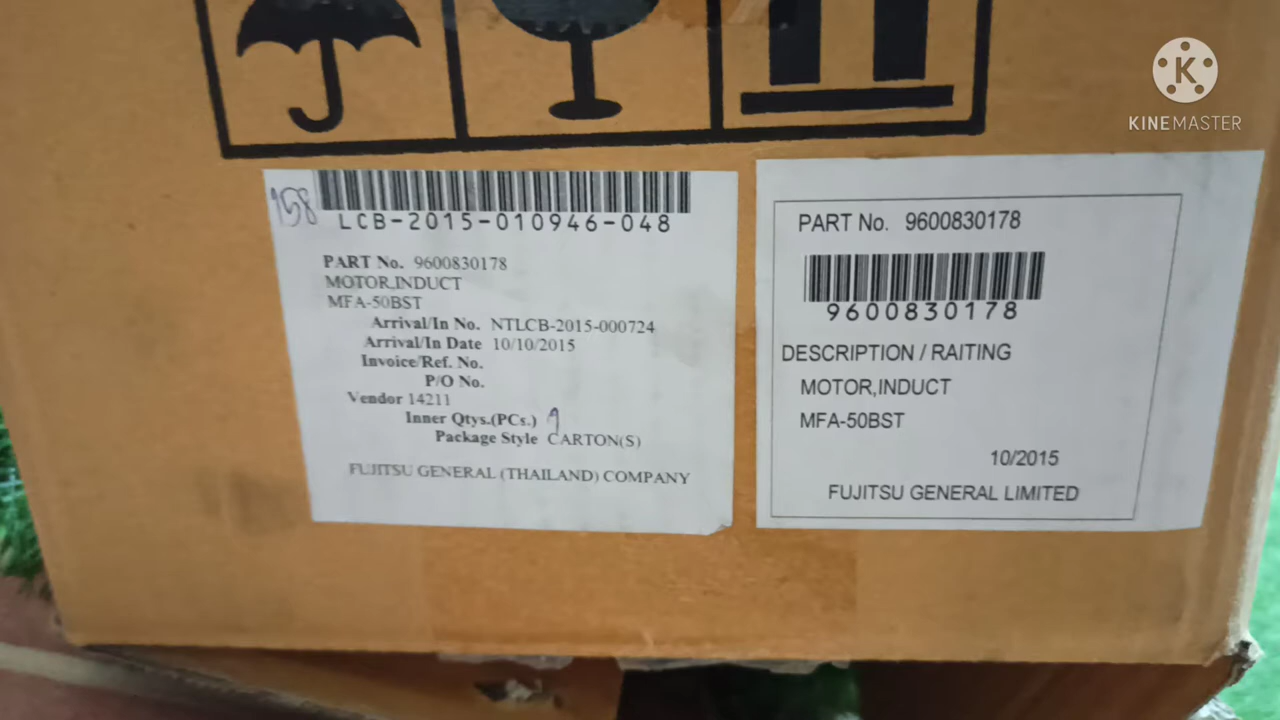 KINEMASTER
158
LCB-2015-010946-048
PART No. 9600830178
MOTOR,INDUCT
MFA-50BST
Arrival/In No. NTLCB-2015-000724
Arrival/In Date 10/10/2015
Invoice/Ref. No.
P/O No.
Vendor 14211
Inner Qtys.(PCs.)
Package Style CARTON(S)
FUJITSU GENERAL (THAILAND) COMPANY
PART No. 9600830178
9600830178
DESCRIPTION / RAITING
MOTOR,INDUCT
MFA-50BST
10/2015
FUJITSU GENERAL LIMITED